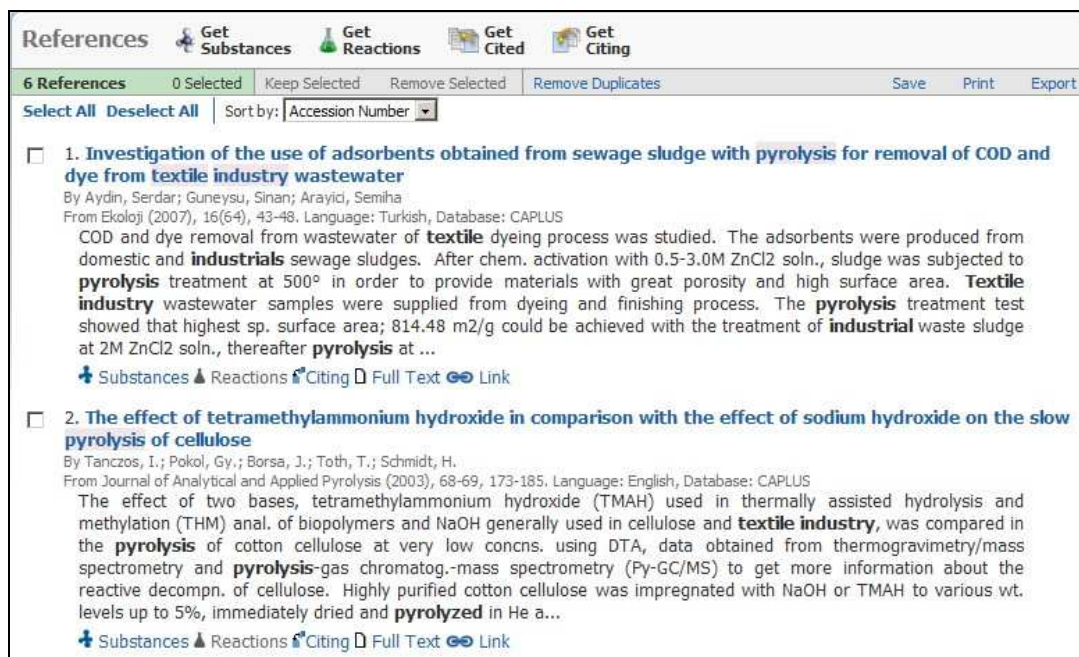 References Get Substances Get Reactions Get Cited Get Citing
6 References 0 Selected Keep Selected Remove Selected Remove Duplicates Save Print Export
Select All Deselect All Sort by: Accession Number
1. Investigation of the use of adsorbents obtained from sewage sludge with pyrolysis for removal of COD and
dye from textile industry wastewater
By Aydin, Serdar; Guneysu, Sinan; Arayici, Semiha
From Ekoloji (2007), 16(64), 43-48. Language: Turkish, Database: CAPLUS
COD and dye removal from wastewater of textile dyeing process was studied. The adsorbents were produced from
domestic and industrials sewage sludges. After chem. activation with 0.5-3.0M ZnCl2 soln., sludge was subjected to
pyrolysis treatment at 500º in order to provide materials with great porosity and high surface area. Textile
industry wastewater samples were supplied from dyeing and finishing process. The pyrolysis treatment test
showed that highest sp. surface area; 814.48 m2/g could be achieved with the treatment of industrial waste sludge
at 2M ZnCl2 soln., thereafter pyrolysis at ...
Substances Reactions Citing Full Text Link
2. The effect of tetramethylammonium hydroxide in comparison with the effect of sodium hydroxide on the slow
pyrolysis of cellulose
By Tanczos, I.; Pokol, Gy.; Borsa, J.; Toth, T.; Schmidt, H.
From Journal of Analytical and Applied Pyrolysis (2003), 68-69, 173-185. Language: English, Database: CAPLUS
The effect of two bases, tetramethylammonium hydroxide (TMAH) used in thermally assisted hydrolysis and
methylation (THM) anal. of biopolymers and NaOH generally used in cellulose and textile industry, was compared in
the pyrolysis of cotton cellulose at very low concns. using DTA, data obtained from thermogravimetry/mass
spectrometry and pyrolysis-gas chromatog.-mass spectrometry (Py-GC/MS) to get more information about the
reactive decompn. of cellulose. Highly purified cotton cellulose was impregnated with NaOH or TMAH to various wt.
levels up to 5%, immediately dried and pyrolyzed in He a...
Substances Reactions Citing Full Text Link